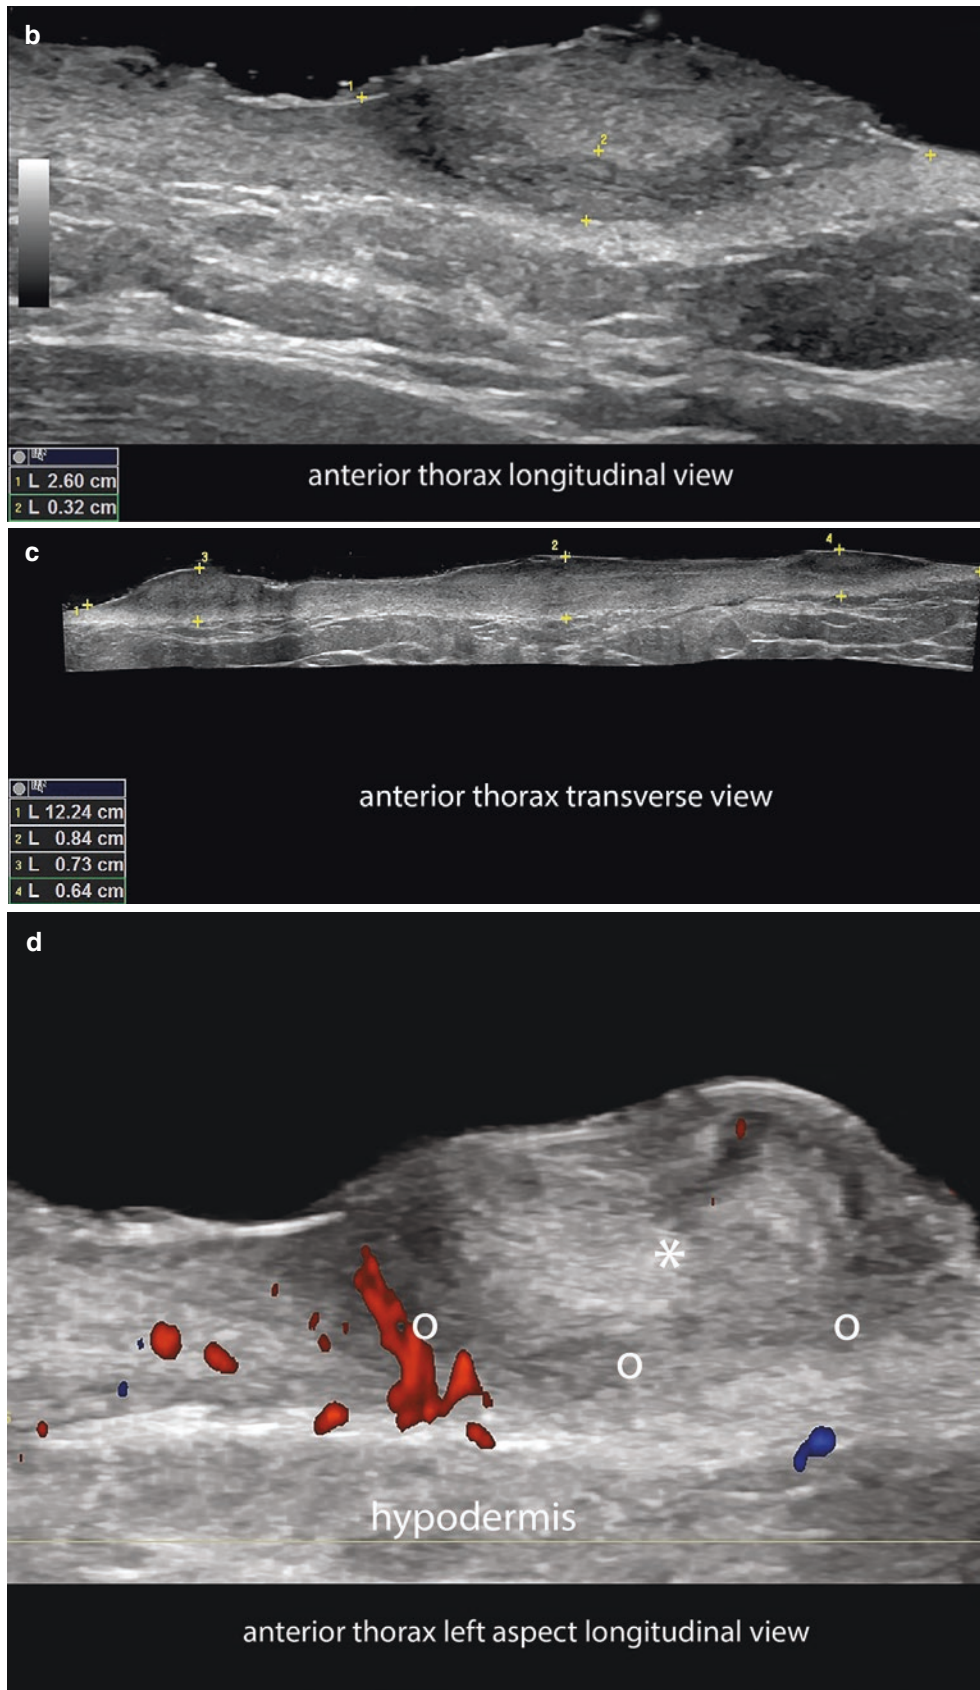 b
1
2
1 L 2.60 cm
2 L 0.32 cm
anterior thorax longitudinal view
c
3
2
4
1
1 L 12.24 cm
2 L 0.84 cm
3 L 0.73 cm
4 L 0.64 cm
anterior thorax transverse view
d
*
o
o
o
hypodermis
anterior thorax left aspect longitudinal view